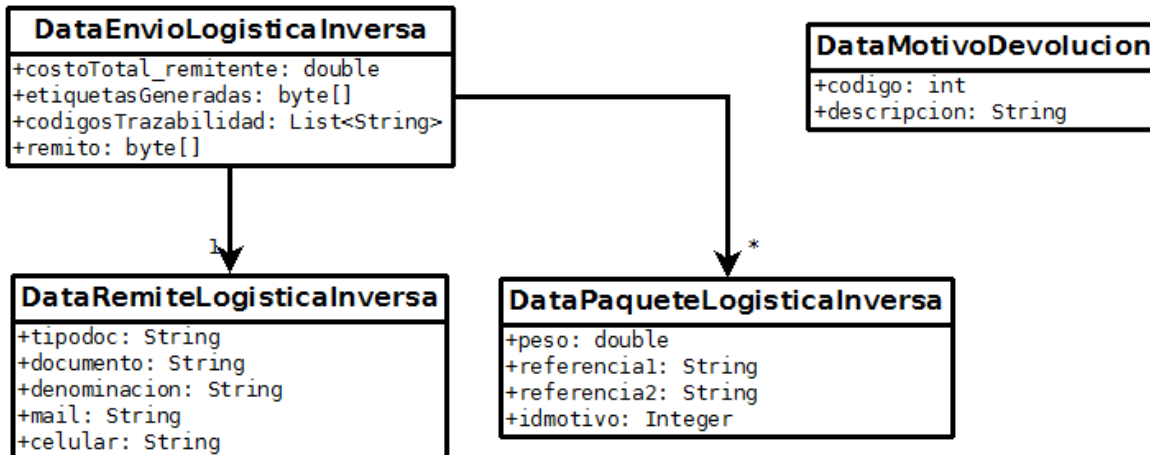 DataEnvioLogisticaInversa
+costoTotal_remitente: double
+etiquetasGeneradas: byte[]
+codigosTrazabilidad: List<String>
+remito: byte[]
DataMotivoDevolucion
+codigo: int
+descripcion: String
1
*
DataRemiteLogisticaInversa
+tipodoc: String
+documento: String
+denominacion: String
+mail: String
+celular: String
DataPaqueteLogisticaInversa
+peso: double
+referencia1: String
+referencia2: String
+idmotivo: Integer